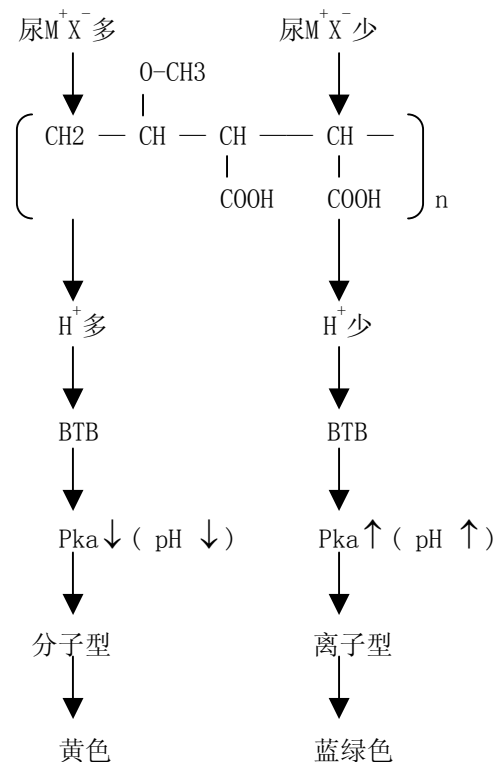 尿M⁺X⁻多 尿M⁺X⁻少
O-CH3
CH2 — CH — CH —— CH —
COOH COOH n
H⁺多 H⁺少
BTB BTB
Pka↓( pH ↓) Pka↑( pH ↑)
分子型 离子型
黄色 蓝绿色